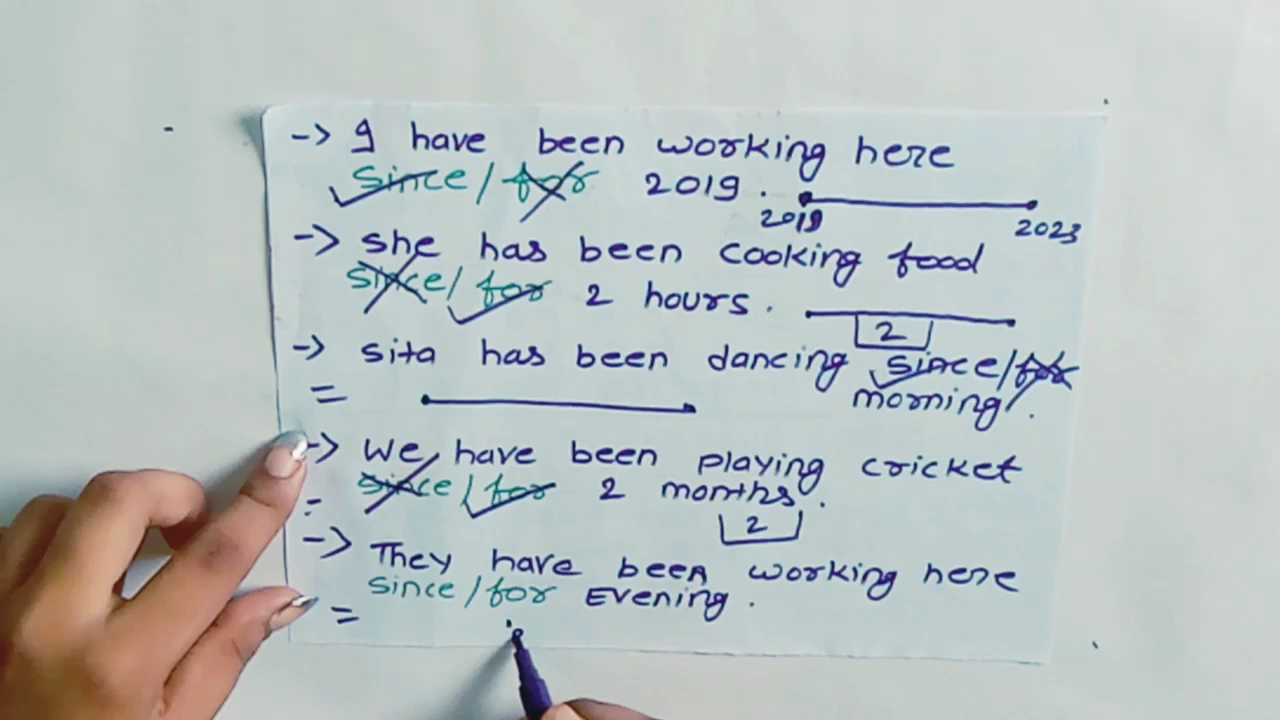 -> I have been working here
since / for 2019.
2019 2023
-> she has been cooking food
since / for 2 hours.
2
-> sita has been dancing since / for
= morning.
-> We have been playing cricket
since / for 2 months.
2
-> They have been working here
since / for Evening.
=